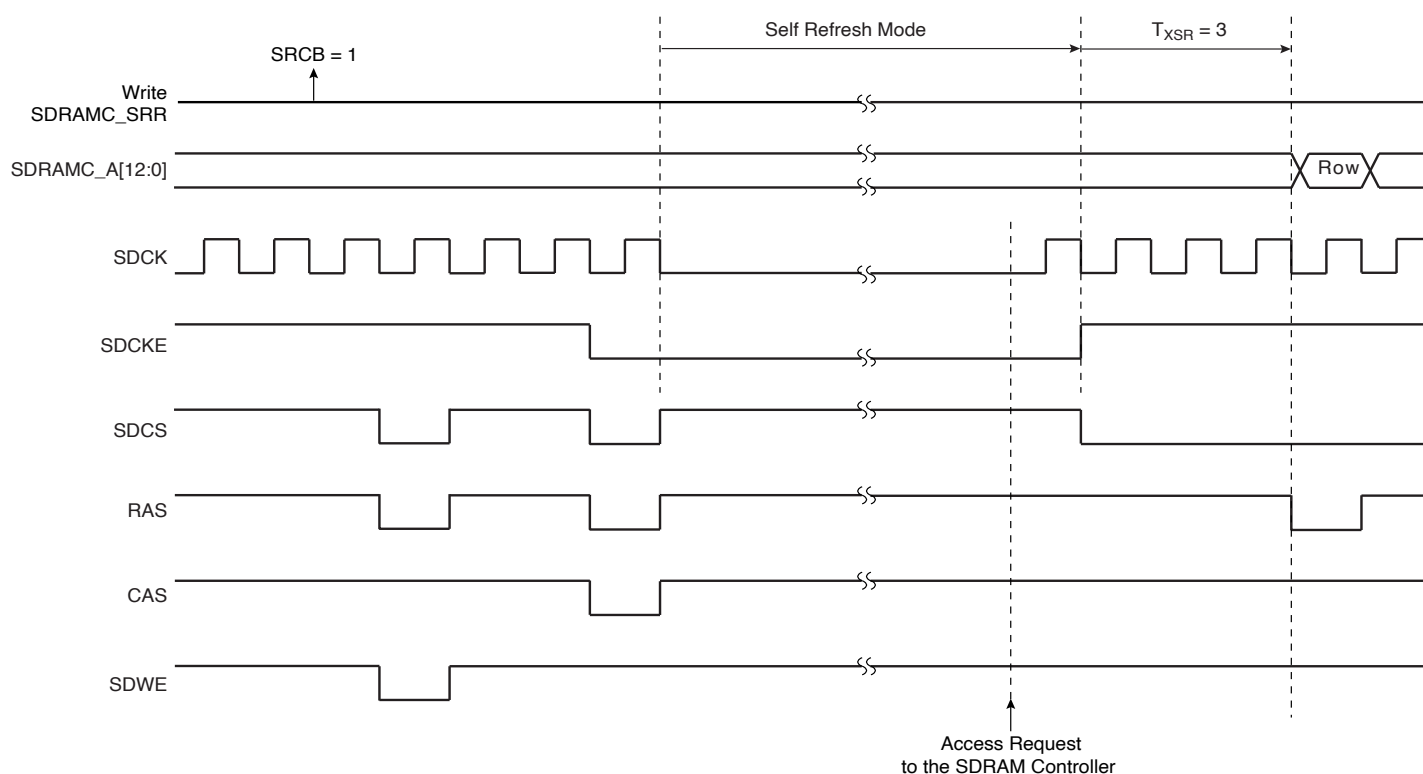 Self Refresh Mode
T_XSR = 3
SRCB = 1
Write
SDRAMC_SRR
SDRAMC_A[12:0]
Row
SDCK
SDCKE
SDCS
RAS
CAS
SDWE
Access Request
to the SDRAM Controller